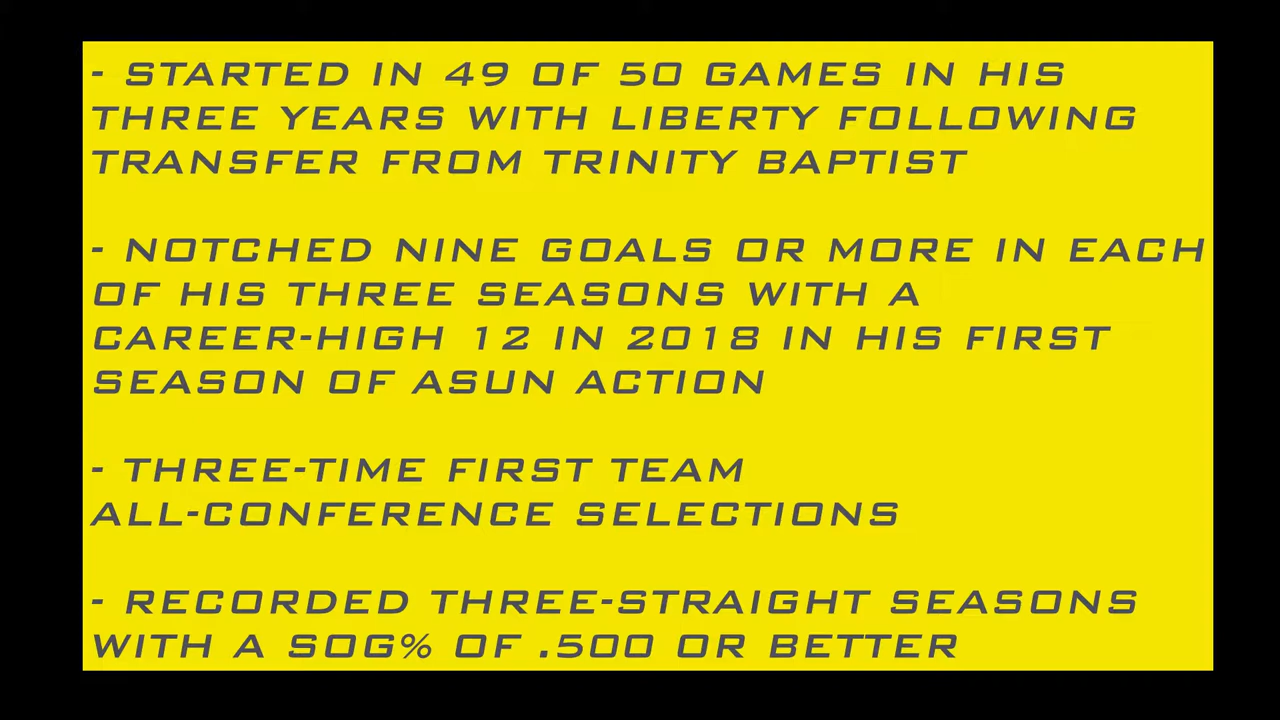 - STARTED IN 49 OF 50 GAMES IN HIS
THREE YEARS WITH LIBERTY FOLLOWING
TRANSFER FROM TRINITY BAPTIST
- NOTCHED NINE GOALS OR MORE IN EACH
OF HIS THREE SEASONS WITH A
CAREER-HIGH 12 IN 2018 IN HIS FIRST
SEASON OF ASUN ACTION
- THREE-TIME FIRST TEAM
ALL-CONFERENCE SELECTIONS
- RECORDED THREE-STRAIGHT SEASONS
WITH A SOG% OF .500 OR BETTER